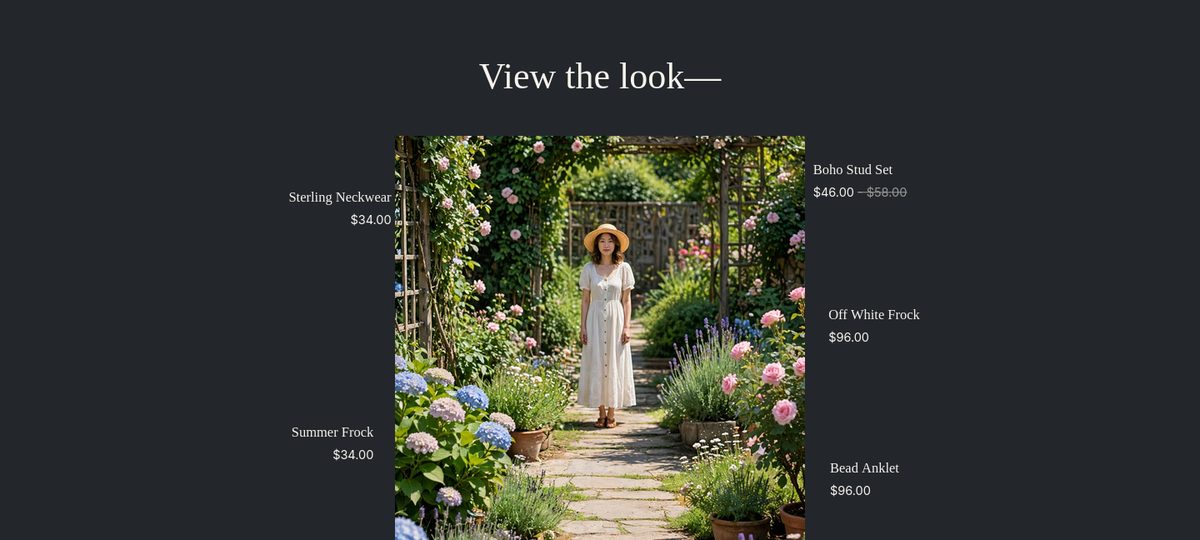 View the look—
Sterling Neckwear
$34.00
Summer Frock
$34.00
Boho Stud Set
$46.00 – $58.00
Off White Frock
$96.00
Bead Anklet
$96.00